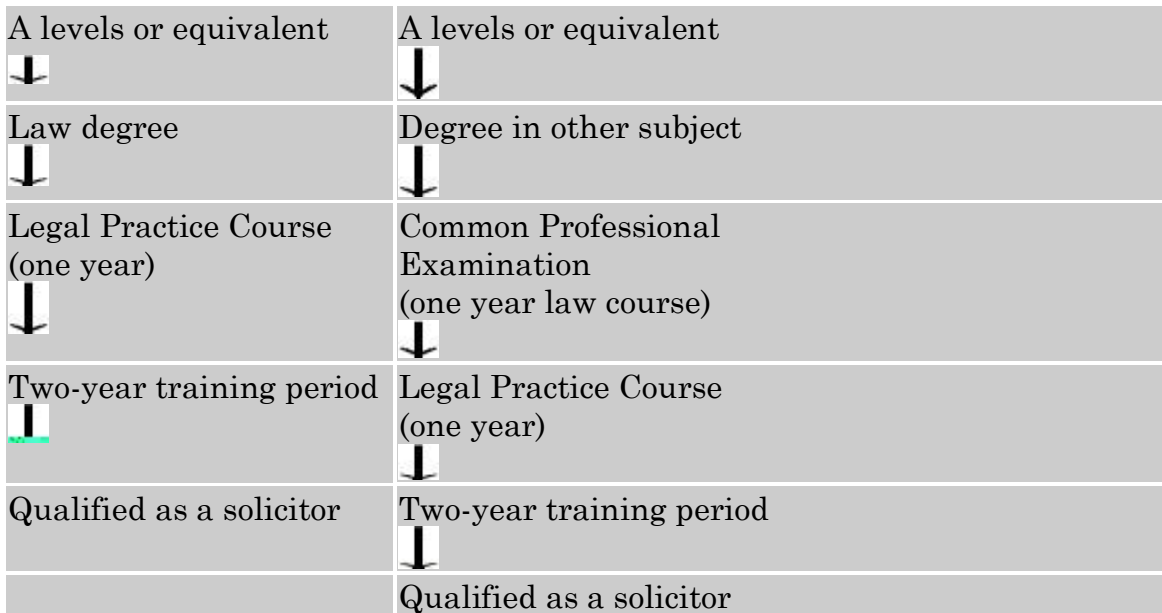 A levels or equivalent
A levels or equivalent
Law degree
Degree in other subject
Legal Practice Course
(one year)
Common Professional
Examination
(one year law course)
Two-year training period
Legal Practice Course
(one year)
Qualified as a solicitor
Two-year training period
Qualified as a solicitor